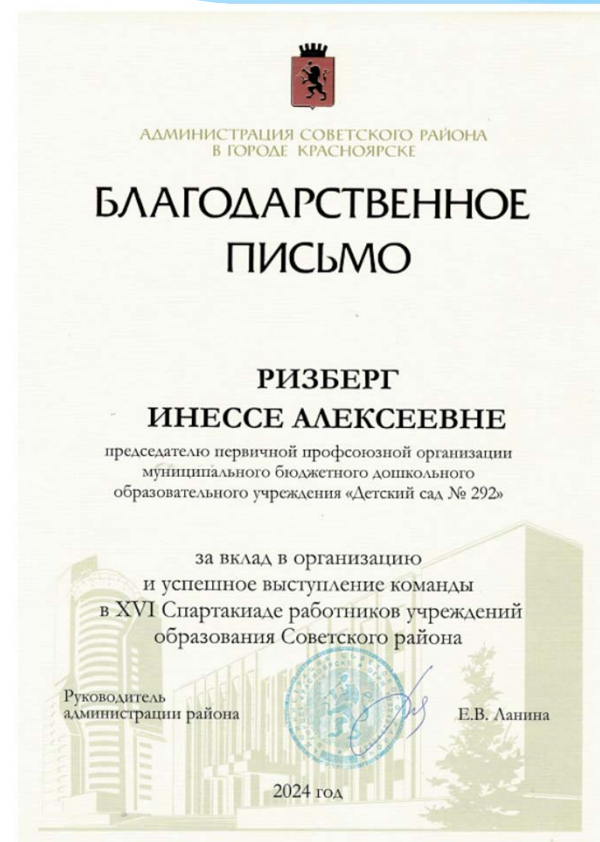 АДМИНИСТРАЦИЯ СОВЕТСКОГО РАЙОНА
В ГОРОДЕ КРАСНОЯРСКЕ
БЛАГОДАРСТВЕННОЕ
ПИСЬМО
РИЗБЕРГ
ИНЕССЕ АЛЕКСЕЕВНЕ
председателю первичной профсоюзной организации
муниципального бюджетного дошкольного
образовательного учреждения «Детский сад № 292»
за вклад в организацию
и успешное выступление команды
в XVI Спартакиаде работников учреждений
образования Советского района
Руководитель
администрации района
Е.В. Ланина
2024 год